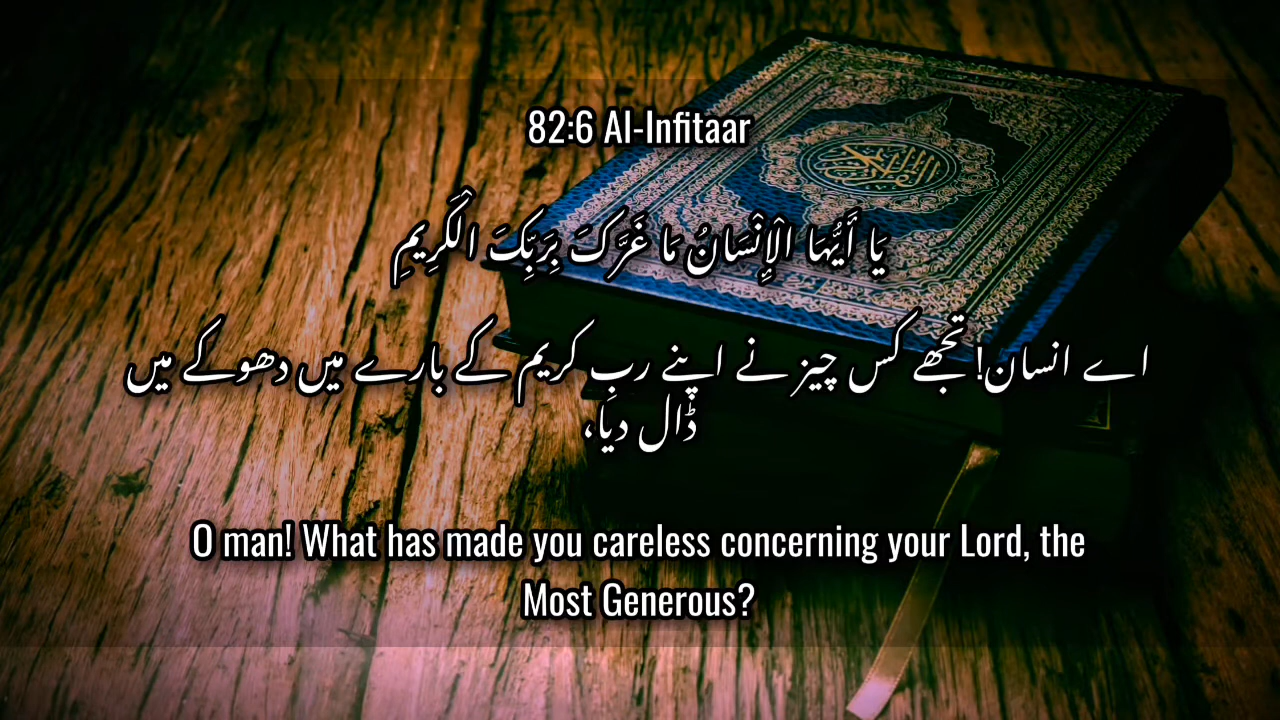 82:6 Al-Infitaar
يَا أَيُّهَا الْإِنْسَانُ مَا غَرَّكَ بِرَبِّكَ الْكَرِيمِ
اے انسان! تجھے کس چیز نے اپنے ربِ کریم کے بارے میں دھوکے میں
ڈال دیا،
O man! What has made you careless concerning your Lord, the
Most Generous?